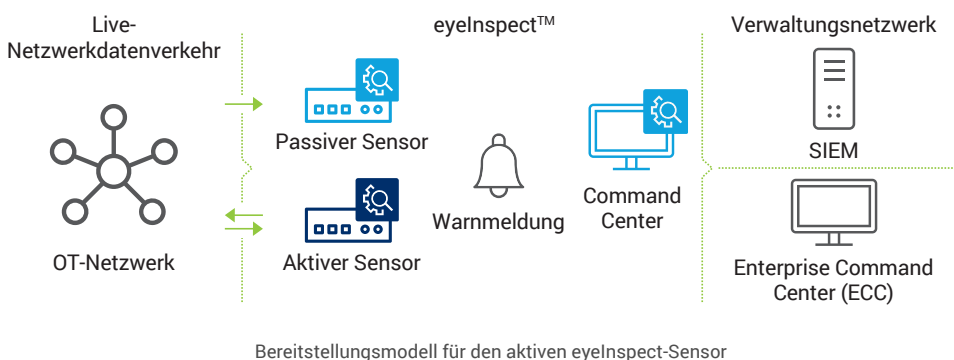 Live-
Netzwerkdatenverkehr
eyeInspect™
Verwaltungsnetzwerk
Passiver Sensor
SIEM
Warnmeldung
Command
Center
OT-Netzwerk
Aktiver Sensor
Enterprise Command
Center (ECC)
Bereitstellungsmodell für den aktiven eyeInspect-Sensor